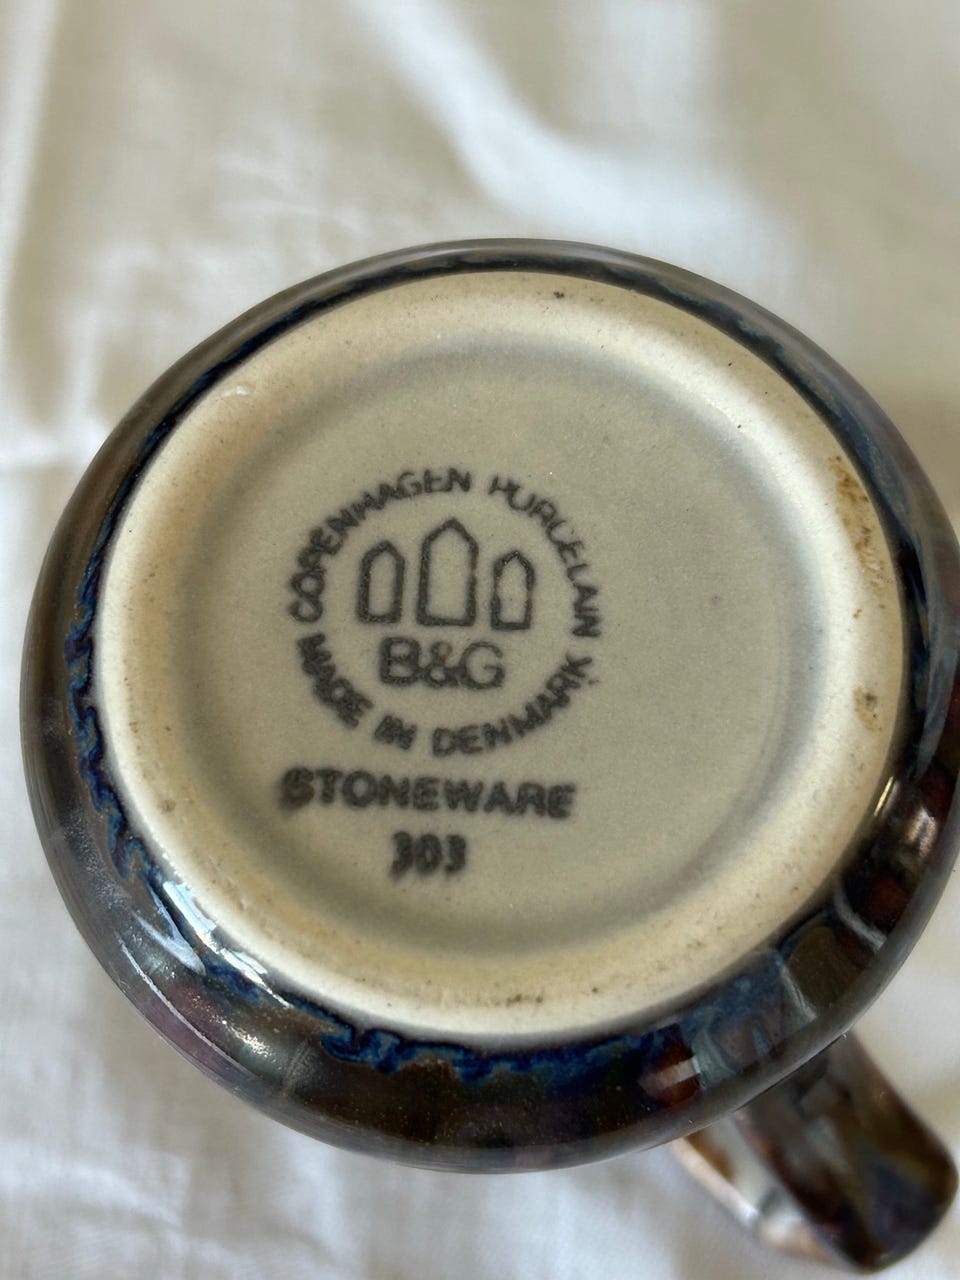 COPENHAGEN PORCELAIN
B&G
MADE IN DENMARK
STONEWARE
303